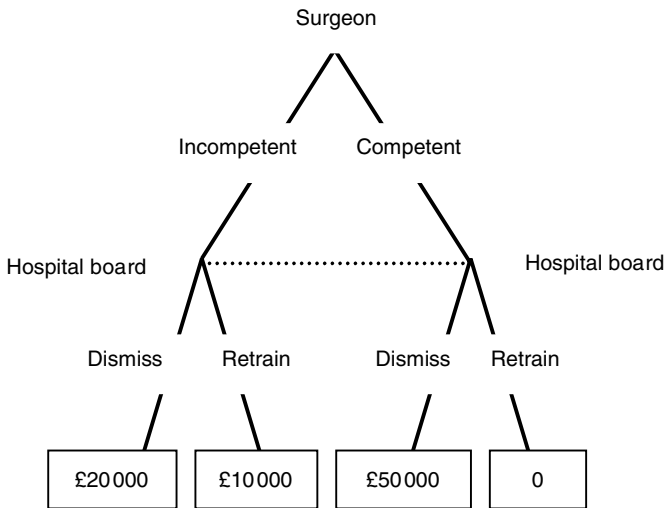 Surgeon
Incompetent Competent
Hospital board Hospital board
Dismiss Retrain Dismiss Retrain
£20 000 £10 000 £50 000 0